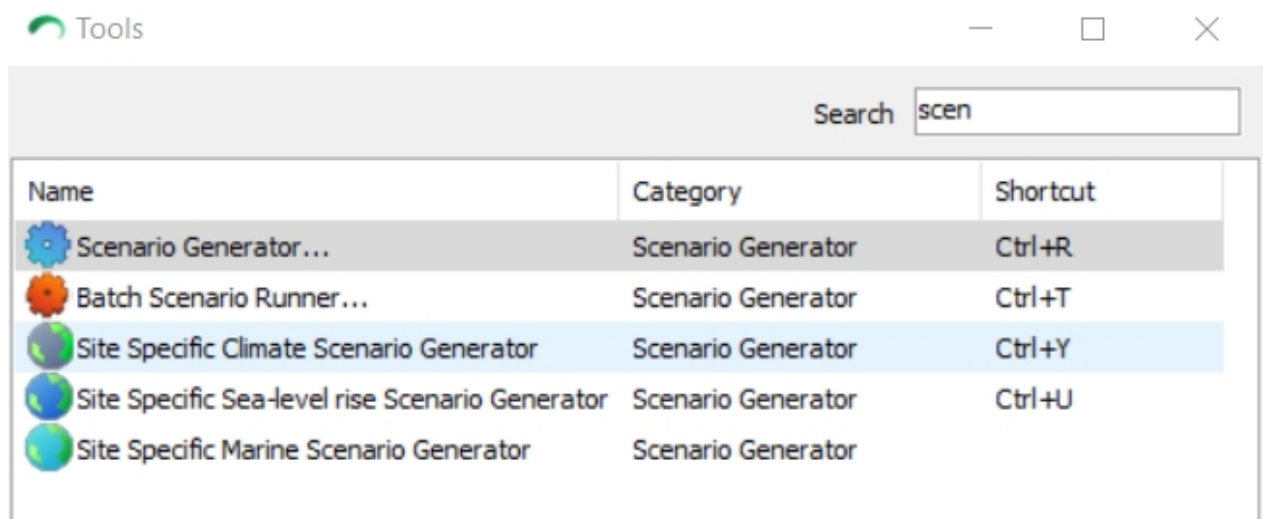 Tools
Search scen
Name Category Shortcut
Scenario Generator... Scenario Generator Ctrl+R
Batch Scenario Runner... Scenario Generator Ctrl+T
Site Specific Climate Scenario Generator Scenario Generator Ctrl+Y
Site Specific Sea-level rise Scenario Generator Scenario Generator Ctrl+U
Site Specific Marine Scenario Generator Scenario Generator